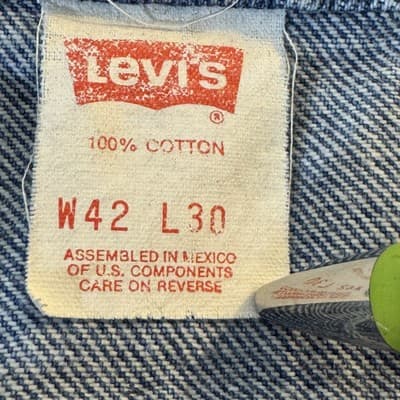 Levi's
®
100% COTTON
W42 L30
ASSEMBLED IN MEXICO
OF U.S. COMPONENTS
CARE ON REVERSE